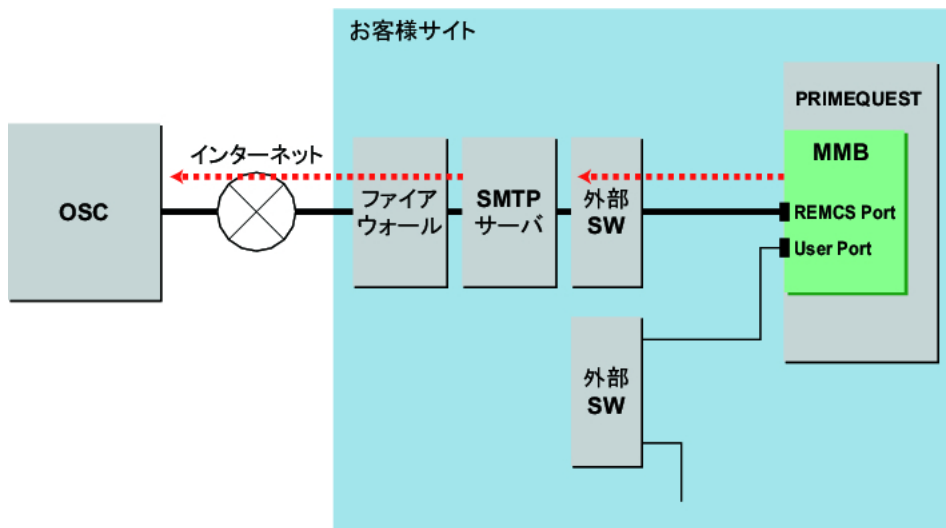 お客様サイト
PRIMEQUEST
MMB
インターネット
OSC
ファイア
ウォール
SMTP
サーバ
外部
SW
REMCS Port
User Port
外部
SW